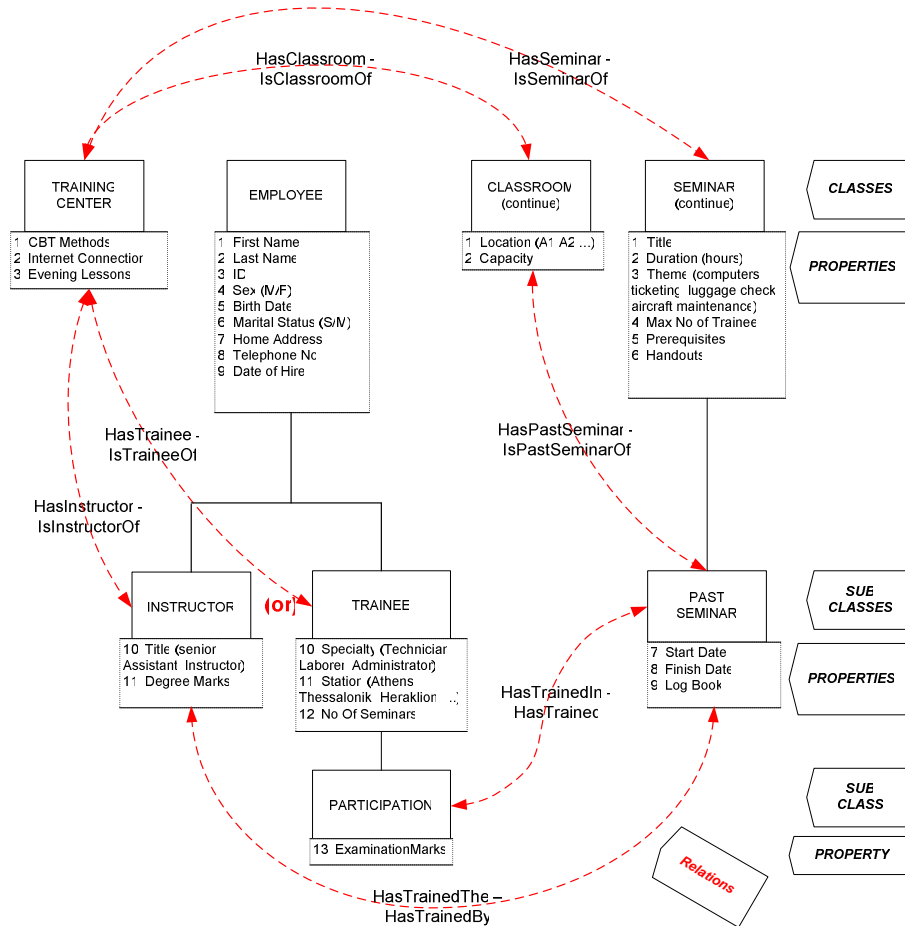 HasClassroom -
IsClassroomOf
HasSeminar -
IsSeminarOf
TRAINING
CENTER
EMPLOYEE
CLASSROOM
(continue)
SEMINAR
(continue)
CLASSES
1 CBT Methods
2 Internet Connection
3 Evening Lessons
1 First Name
2 Last Name
3 ID
4 Sex (M/F)
5 Birth Date
6 Marital Status (S/M)
7 Home Address
8 Telephone No
9 Date of Hire
1 Location (A1 A2 ...)
2 Capacity
1 Title
2 Duration (hours)
3 Theme (computers
ticketing luggage check
aircraft maintenance)
4 Max No of Trainee
5 Prerequisites
6 Handouts
PROPERTIES
HasTrainee -
IsTraineeOf
HasPastSeminar -
IsPastSeminarOf
HasInstructor -
IsInstructorOf
INSTRUCTOR
(or)
TRAINEE
PAST
SEMINAR
SUB
CLASSES
10 Title (senior
Assistant Instructor)
11 Degree Marks
10 Specialty (Technician
Laborer Administrator)
11 Station (Athens
Thessalonik Heraklion ..)
12 No Of Seminars
7 Start Date
8 Finish Date
9 Log Book
PROPERTIES
HasTrainedIn -
HasTrained
PARTICIPATION
SUB
CLASS
13 ExaminationMarks
PROPERTY
Relations
HasTrainedThe –
HasTrainedBy